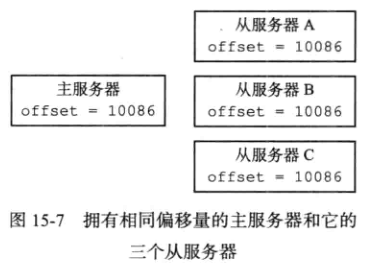 从服务器 A
offset = 10086
主服务器
offset = 10086
从服务器 B
offset = 10086
从服务器 C
offset = 10086
图 15-7 拥有相同偏移量的主服务器和它的
三个从服务器